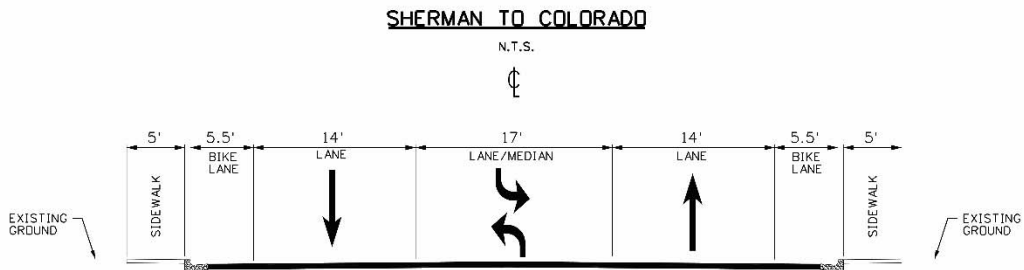 SHERMAN TO COLORADO
N.T.S.
℄
5' 5.5' 14' 17' 14' 5.5' 5'
BIKE LANE
LANE
LANE/MEDIAN
LANE
BIKE LANE
SIDEWALK
SIDEWALK
EXISTING
GROUND
EXISTING
GROUND